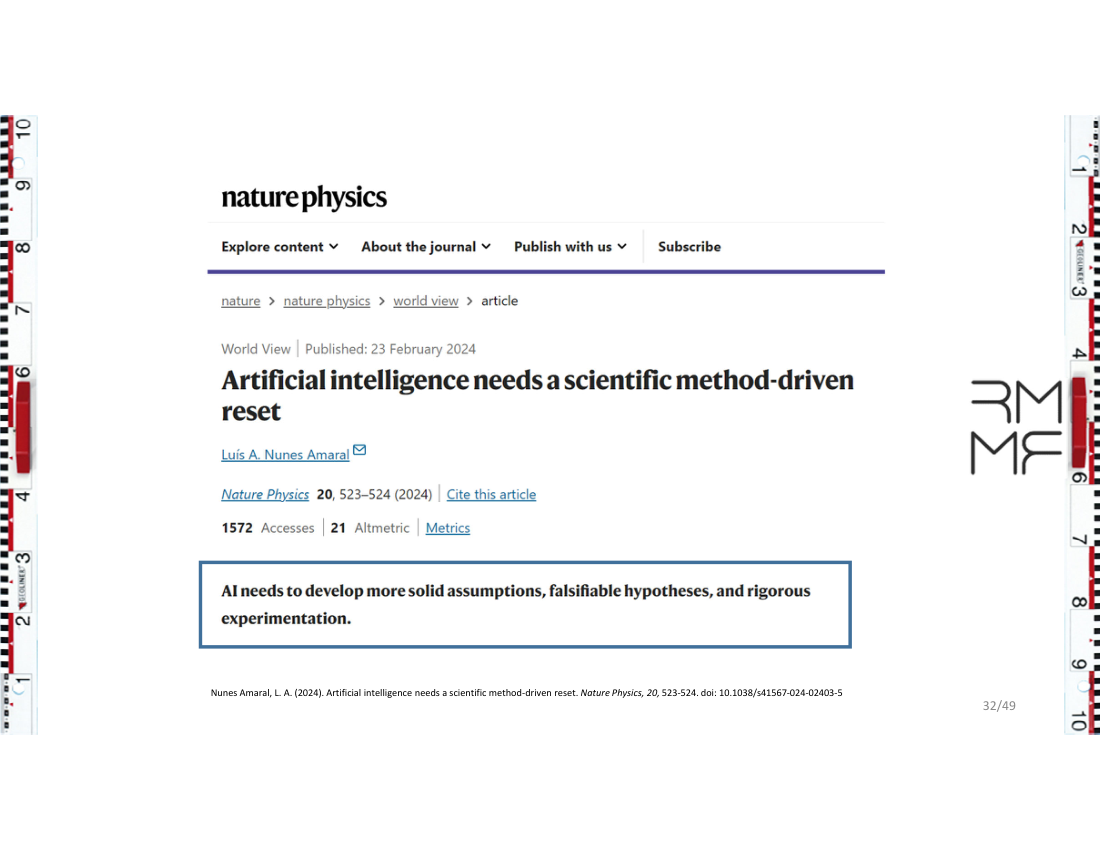 nature physics
Explore content About the journal Publish with us Subscribe
nature > nature physics > world view > article
World View | Published: 23 February 2024
Artificial intelligence needs a scientific method-driven
reset
Luís A. Nunes Amaral
Nature Physics 20, 523–524 (2024) | Cite this article
1572 Accesses | 21 Altmetric | Metrics
AI needs to develop more solid assumptions, falsifiable hypotheses, and rigorous
experimentation.
Nunes Amaral, L. A. (2024). Artificial intelligence needs a scientific method-driven reset. Nature Physics, 20, 523-524. doi: 10.1038/s41567-024-02403-5
32/49
RM
MF
10
9
8
7
6
4
3
GEOLINER
2
1
1
2
GEOLINER
3
4
6
7
8
9
10